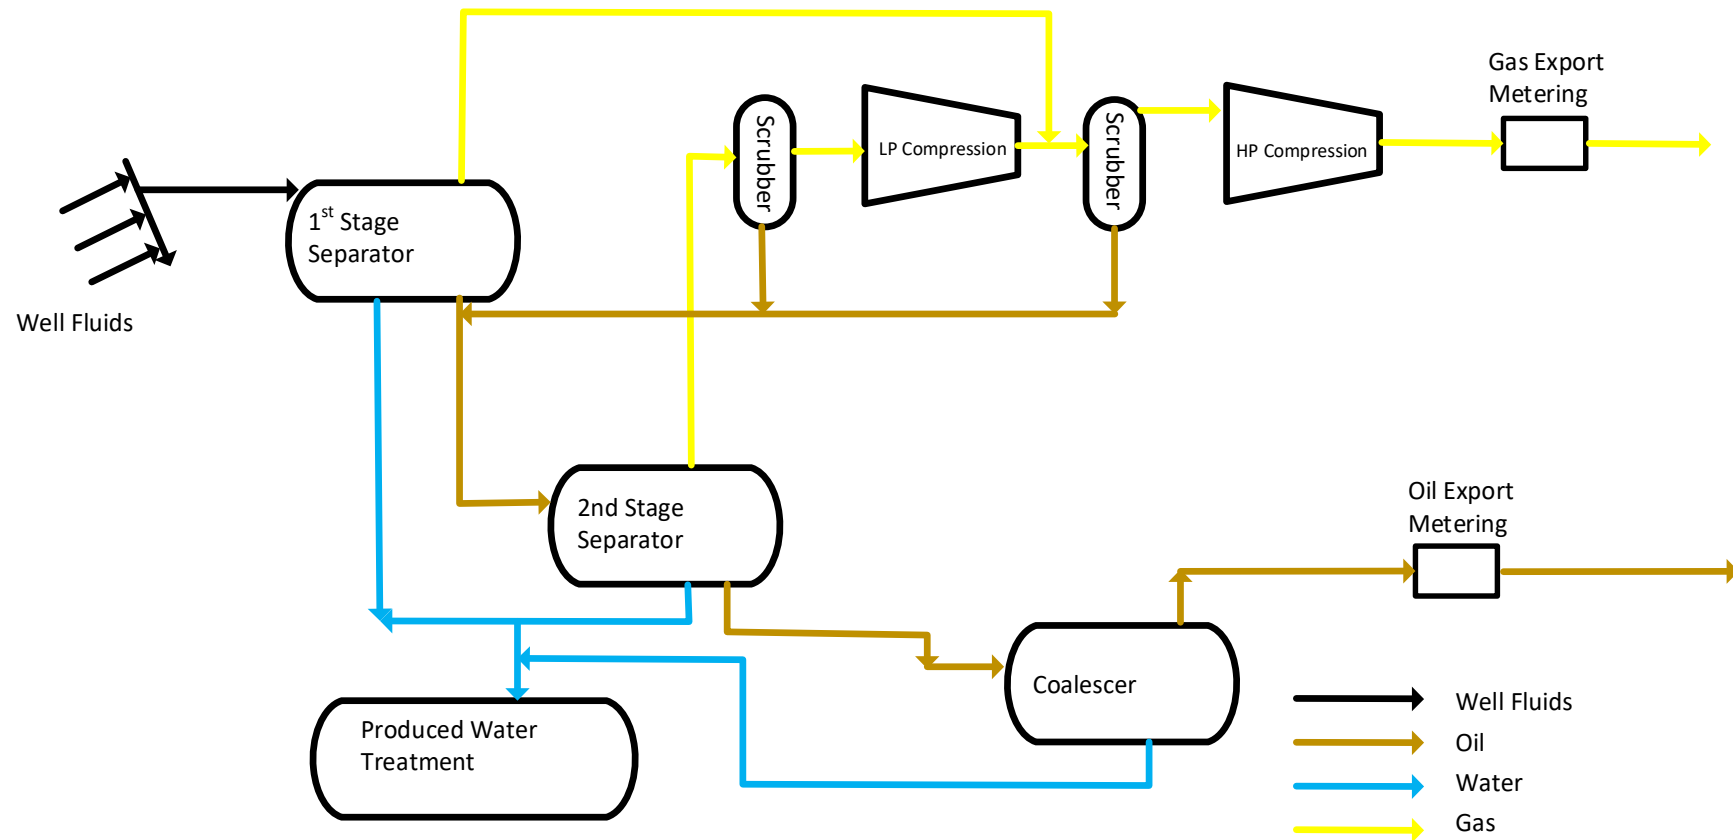 Gas Export
Metering
Scrubber
LP Compression
Scrubber
HP Compression
1st Stage
Separator
Well Fluids
2nd Stage
Separator
Oil Export
Metering
Coalescer
Produced Water
Treatment
Well Fluids
Oil
Water
Gas